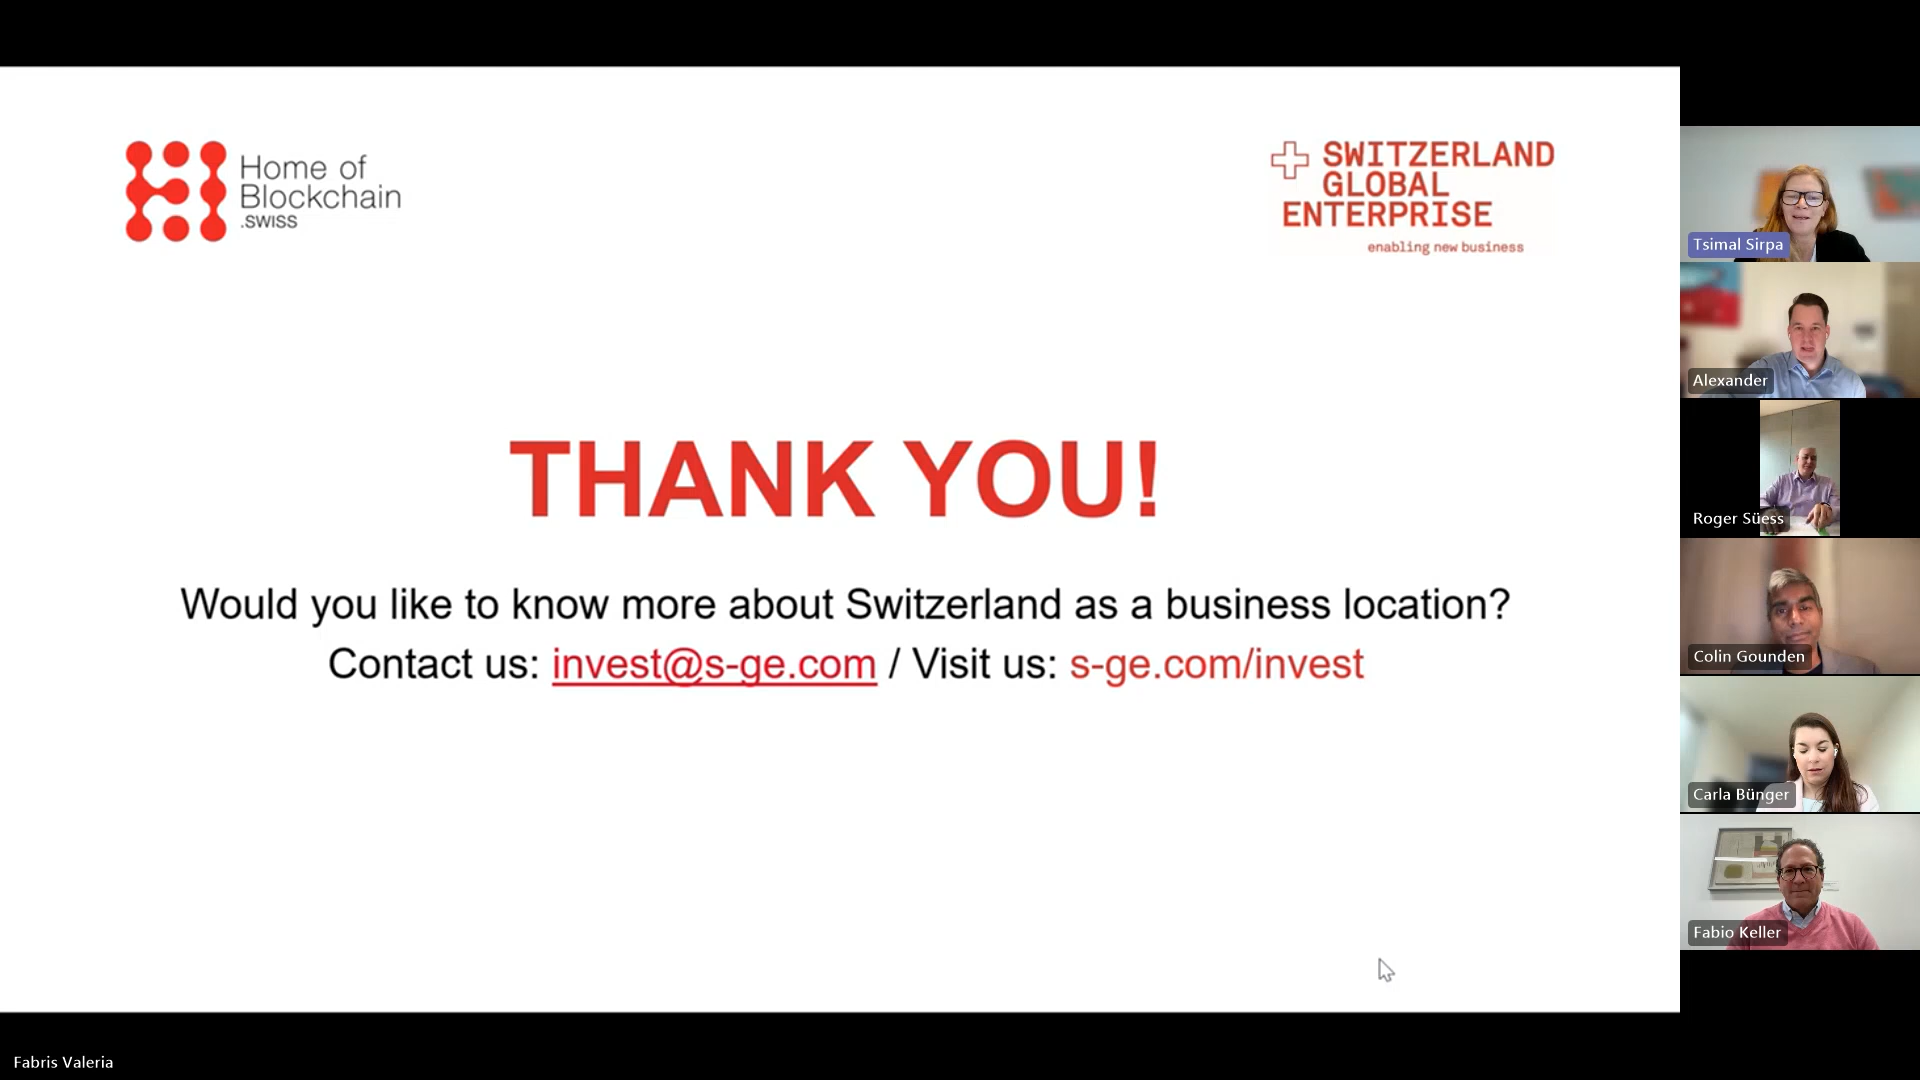 Home of
Blockchain
.SWISS
SWITZERLAND
GLOBAL
ENTERPRISE
enabling new business
THANK YOU!
Would you like to know more about Switzerland as a business location?
Contact us: invest@s-ge.com / Visit us: s-ge.com/invest
Tsimal Sirpa
Alexander
Roger Süess
Colin Gounden
Carla Bünger
Fabio Keller
Fabris Valeria